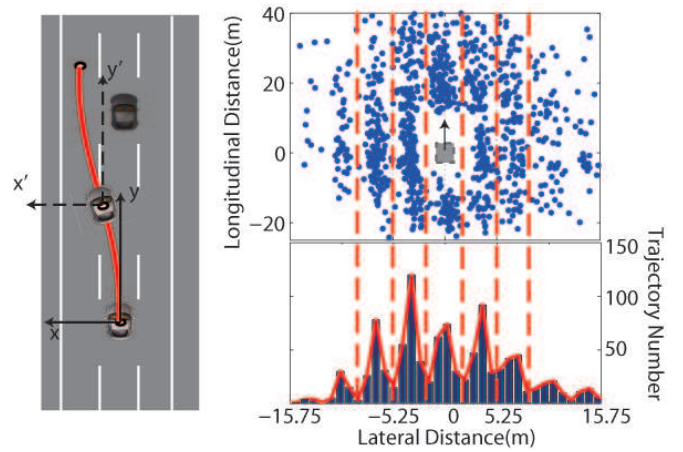 y'
x'
y
x
Longitudinal Distance(m)
40
20
0
−20
150
100
50
Trajectory Number
−15.75 −5.25 0 5.25 15.75
Lateral Distance(m)